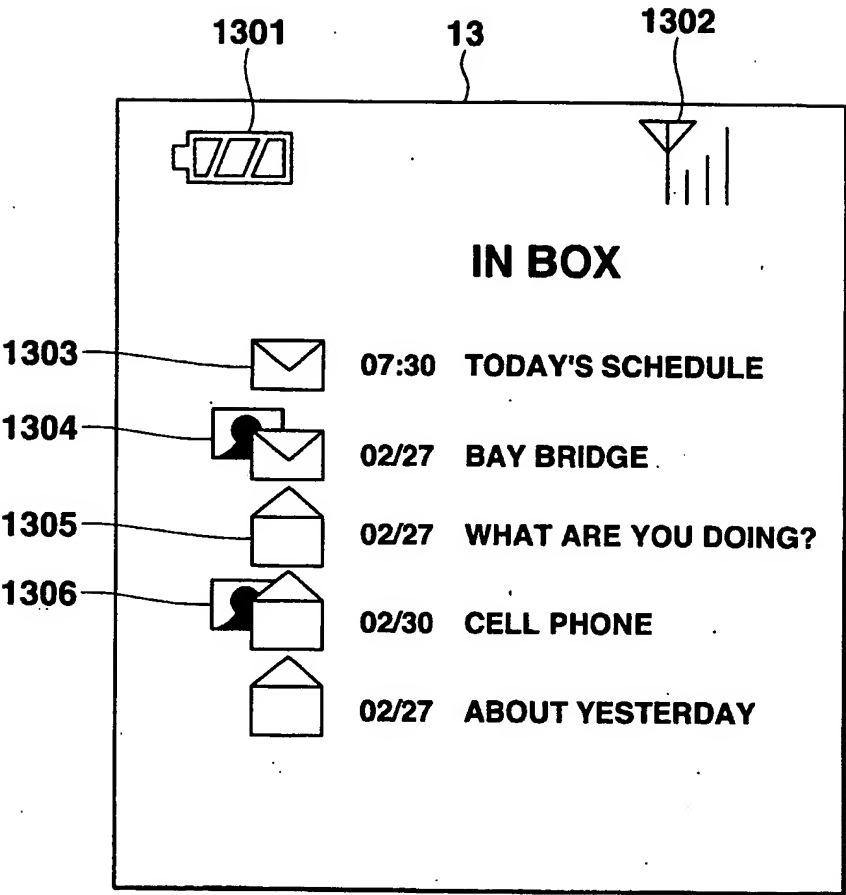 1301 13 1302
IN BOX
1303 07:30 TODAY'S SCHEDULE
1304 02/27 BAY BRIDGE
1305 02/27 WHAT ARE YOU DOING?
1306 02/30 CELL PHONE
02/27 ABOUT YESTERDAY